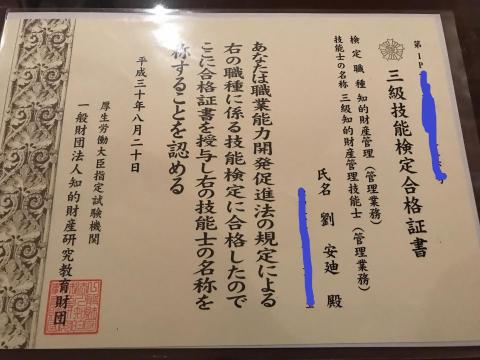 第1P
三級技能検定合格証書
検定職種 知的財産管理(管理業務)
技能士の名称 三級知的財産管理技能士(管理業務)
氏名 劉 安廸 殿
あなたは職業能力開発促進法の規定による
右の職種に係る技能検定に合格したので
ここに合格証書を授与し右の技能士の名称を
称することを認める
平成三十年八月二十日
厚生労働大臣指定試験機関
一般財団法人知的財産研究教育財団